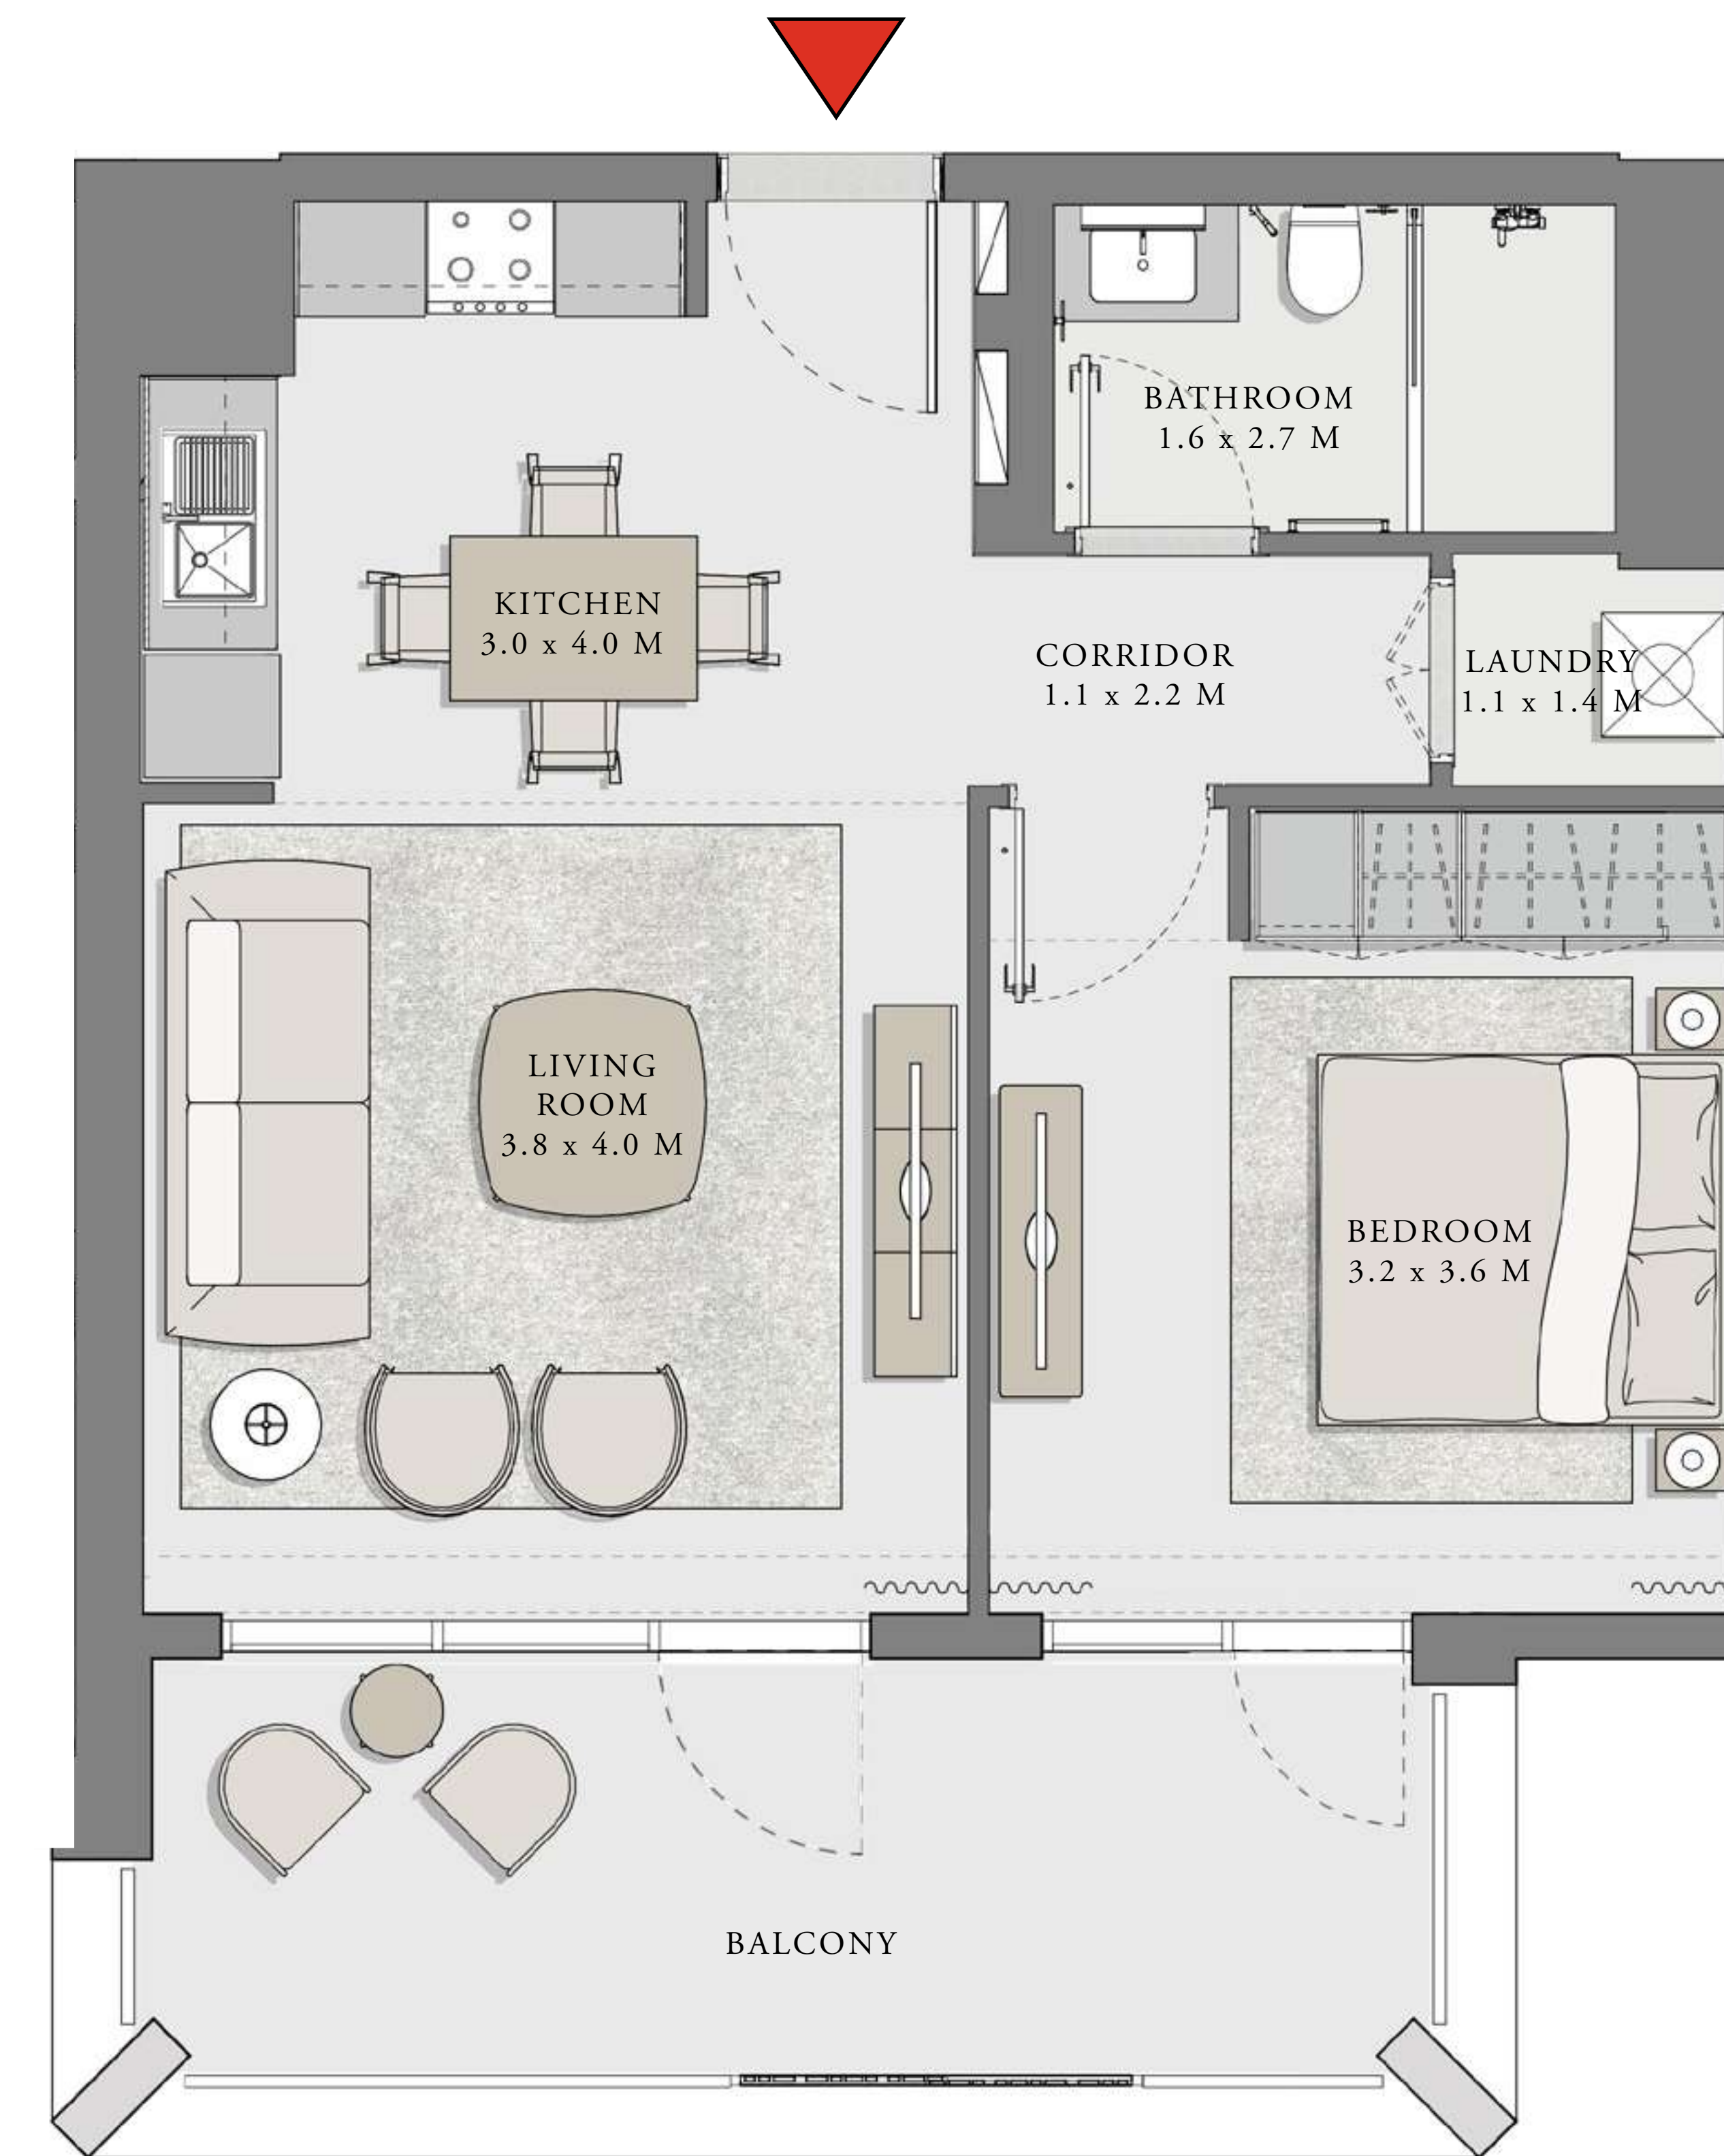 BATHROOM
1.6 x 2.7 M
KITCHEN
3.0 x 4.0 M
CORRIDOR
1.1 x 2.2 M
LAUNDRY
1.1 x 1.4 M
LIVING
ROOM
3.8 x 4.0 M
BEDROOM
3.2 x 3.6 M
BALCONY